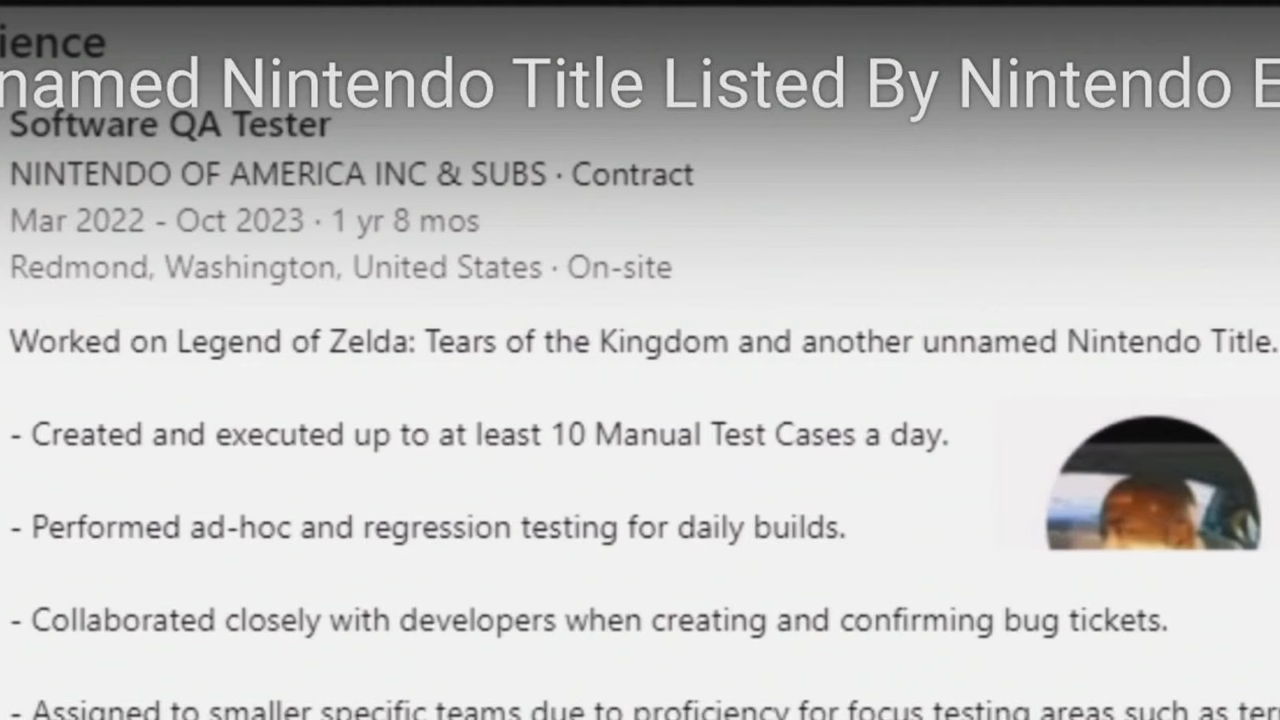 ience
named Nintendo Title Listed By Nintendo E
Software QA Tester
NINTENDO OF AMERICA INC & SUBS · Contract
Mar 2022 - Oct 2023 · 1 yr 8 mos
Redmond, Washington, United States · On-site
Worked on Legend of Zelda: Tears of the Kingdom and another unnamed Nintendo Title.
- Created and executed up to at least 10 Manual Test Cases a day.
- Performed ad-hoc and regression testing for daily builds.
- Collaborated closely with developers when creating and confirming bug tickets.
- Assigned to smaller specific teams due to proficiency for focus testing areas such as ter